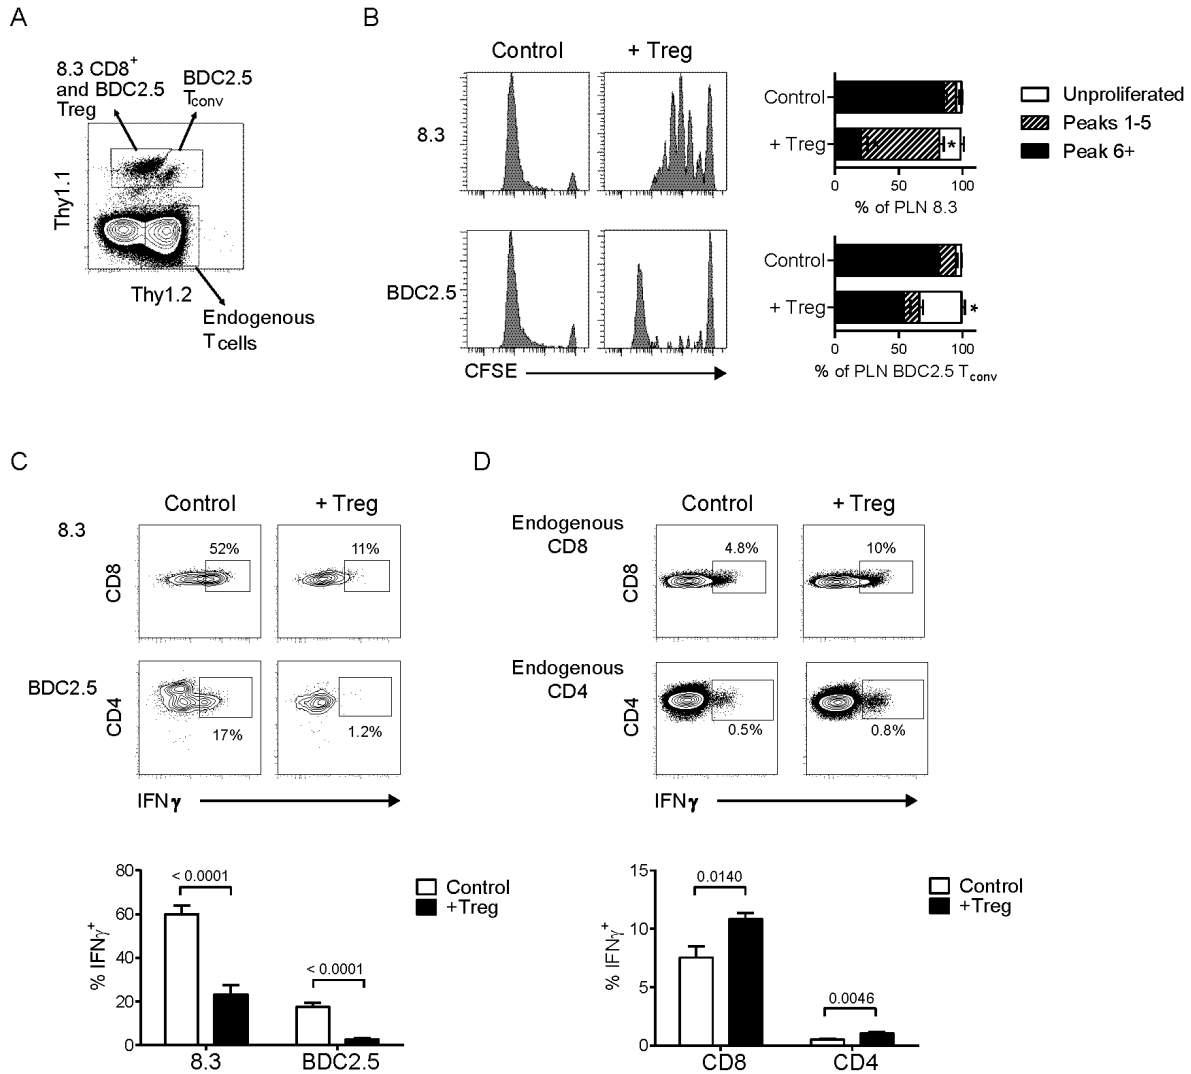 A
8.3 CD8+
and BDC2.5
Treg
BDC2.5
Tconv
Thy1.1
Thy1.2
Endogenous
T cells
B
Control
+ Treg
8.3
BDC2.5
CFSE
Control
+ Treg
*
*
0
50
100
% of PLN 8.3
Control
+ Treg
*
0
50
100
% of PLN BDC2.5 Tconv
Unproliferated
Peaks 1-5
Peak 6+
C
Control
+ Treg
8.3
CD8
52%
11%
BDC2.5
CD4
17%
1.2%
IFNγ
80
60
40
20
0
% IFNγ+
< 0.0001
< 0.0001
8.3
BDC2.5
Control
+Treg
D
Control
+ Treg
Endogenous
CD8
CD8
4.8%
10%
Endogenous
CD4
CD4
0.5%
0.8%
IFNγ
15
10
5
0
% IFNγ+
0.0140
0.0046
CD8
CD4
Control
+Treg